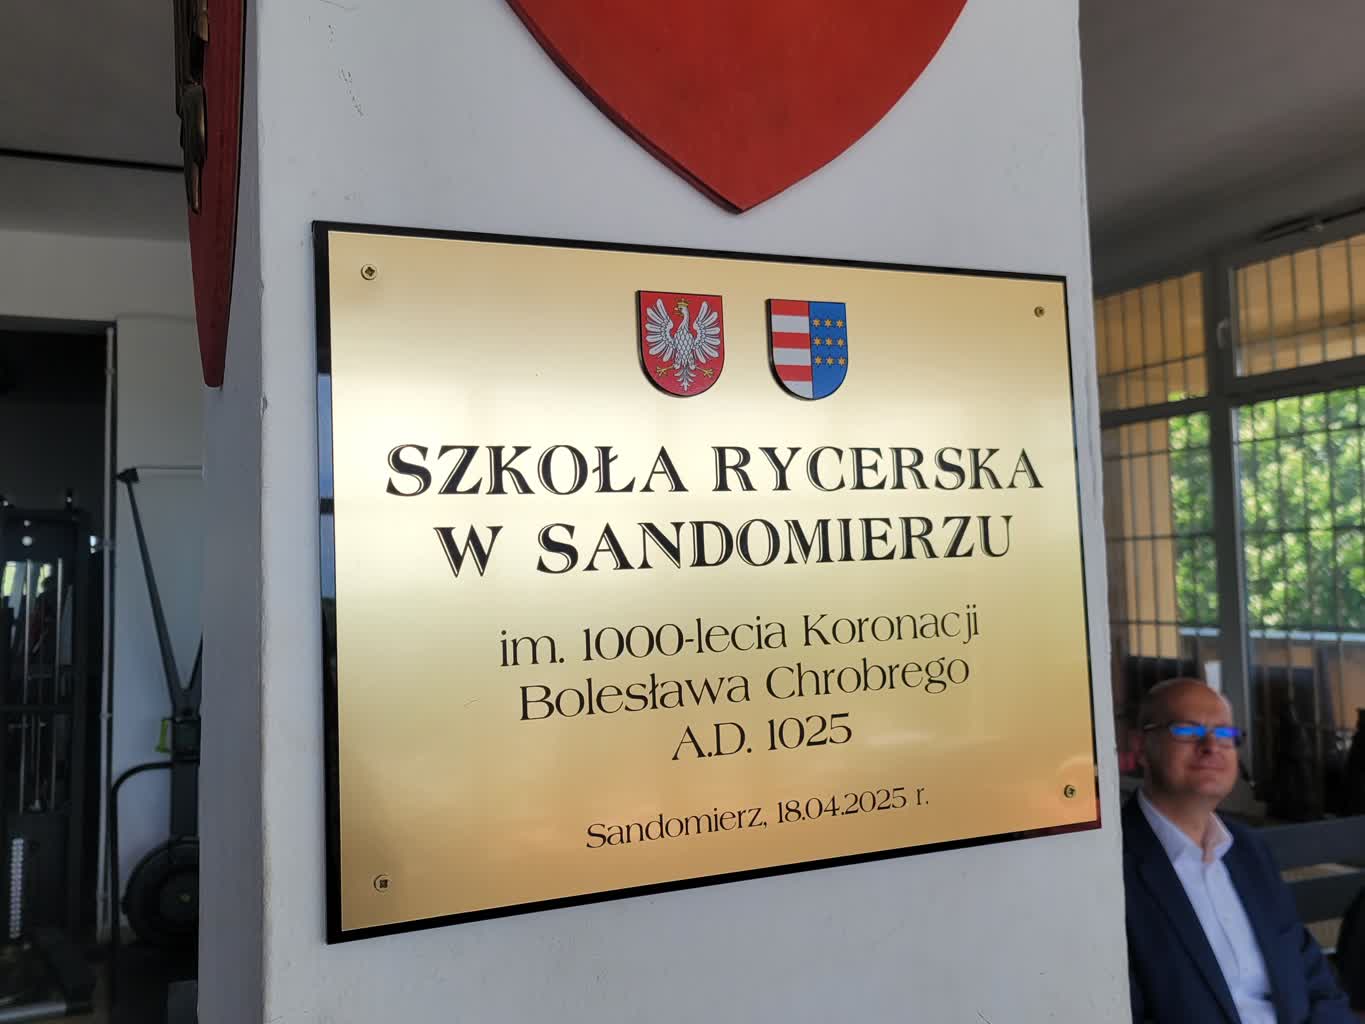 SZKOŁA RYCERSKA
W SANDOMIERZU
im. 1000-lecia Koronacji
Bolesława Chrobrego
A.D. 1025
Sandomierz, 18.04.2025 r.